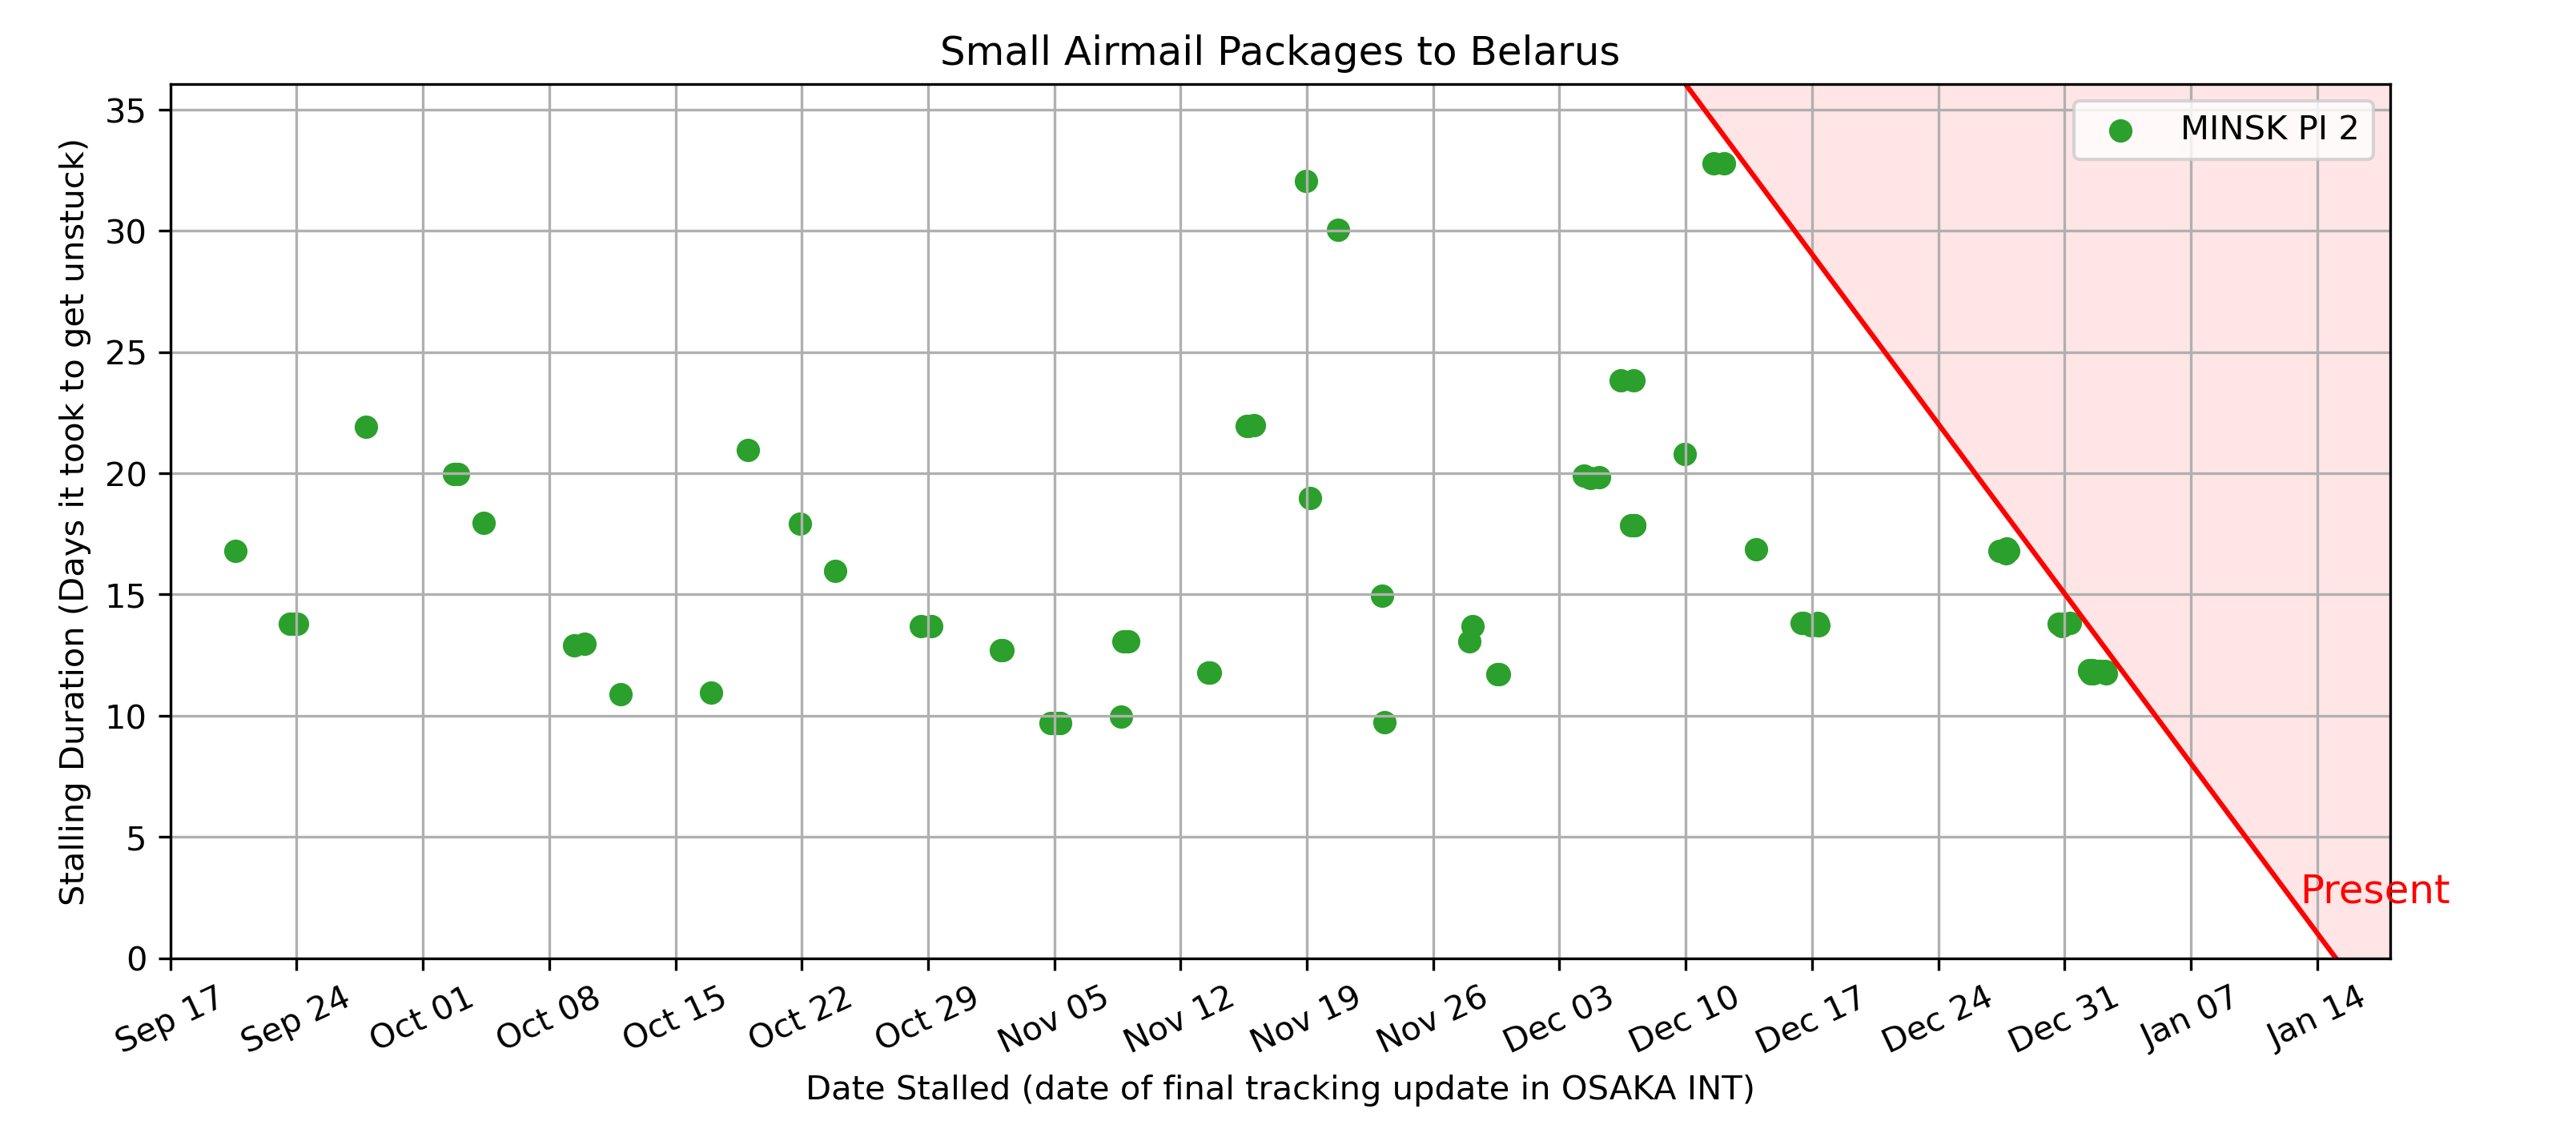 Small Airmail Packages to Belarus
MINSK PI 2
Stalling Duration (Days it took to get unstuck)
35
30
25
20
15
10
5
0
Present
Sep 17
Sep 24
Oct 01
Oct 08
Oct 15
Oct 22
Oct 29
Nov 05
Nov 12
Nov 19
Nov 26
Dec 03
Dec 10
Dec 17
Dec 24
Dec 31
Jan 07
Jan 14
Date Stalled (date of final tracking update in OSAKA INT)